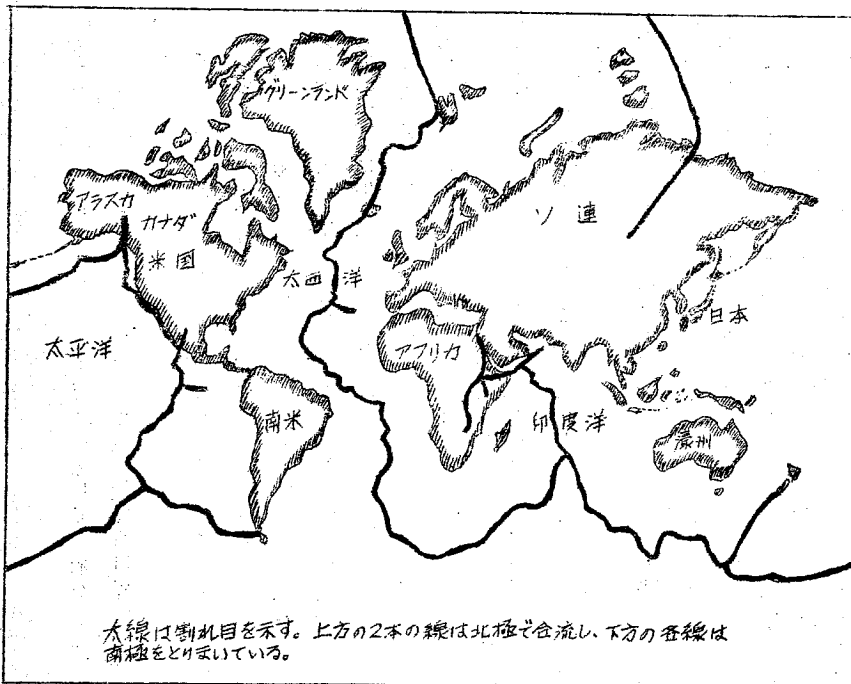 グリーンランド
アラスカ
カナダ
米国
太西洋
ソ連
太平洋
日本
アフリカ
南米
印度洋
濠州
太線は割れ目を示す。上方の2本の線は北極で合流し、下方の各線は
南極をとりまいている。